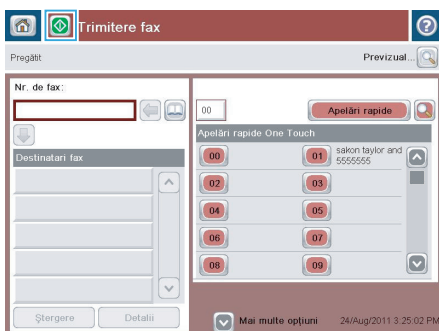 Trimitere fax
Pregătit
Previzual...
Nr. de fax:
00
Apelări rapide
Apelări rapide One Touch
Destinatari fax
00
01
sakon taylor and
5555555
02
03
04
05
06
07
08
09
Ștergere
Detalii
Mai multe opțiuni
24/Aug/2011 3:25:02 PM